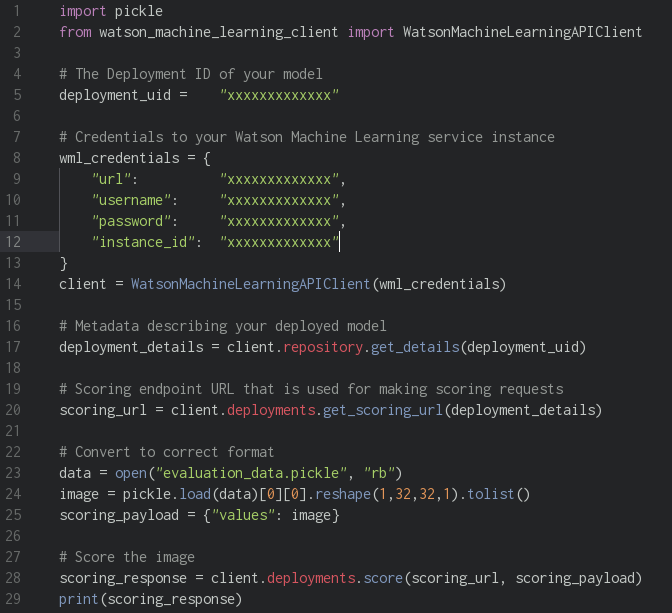 1 import pickle
2 from watson_machine_learning_client import WatsonMachineLearningAPIClient
3
4 # The Deployment ID of your model
5 deployment_uid =    "xxxxxxxxxxxxx"
6
7 # Credentials to your Watson Machine Learning service instance
8 wml_credentials = {
9     "url":          "xxxxxxxxxxxxx",
10     "username":     "xxxxxxxxxxxxx",
11     "password":     "xxxxxxxxxxxxx",
12     "instance_id":  "xxxxxxxxxxxxx"
13 }
14 client = WatsonMachineLearningAPIClient(wml_credentials)
15
16 # Metadata describing your deployed model
17 deployment_details = client.repository.get_details(deployment_uid)
18
19 # Scoring endpoint URL that is used for making scoring requests
20 scoring_url = client.deployments.get_scoring_url(deployment_details)
21
22 # Convert to correct format
23 data = open("evaluation_data.pickle", "rb")
24 image = pickle.load(data)[0][0].reshape(1,32,32,1).tolist()
25 scoring_payload = {"values": image}
26
27 # Score the image
28 scoring_response = client.deployments.score(scoring_url, scoring_payload)
29 print(scoring_response)